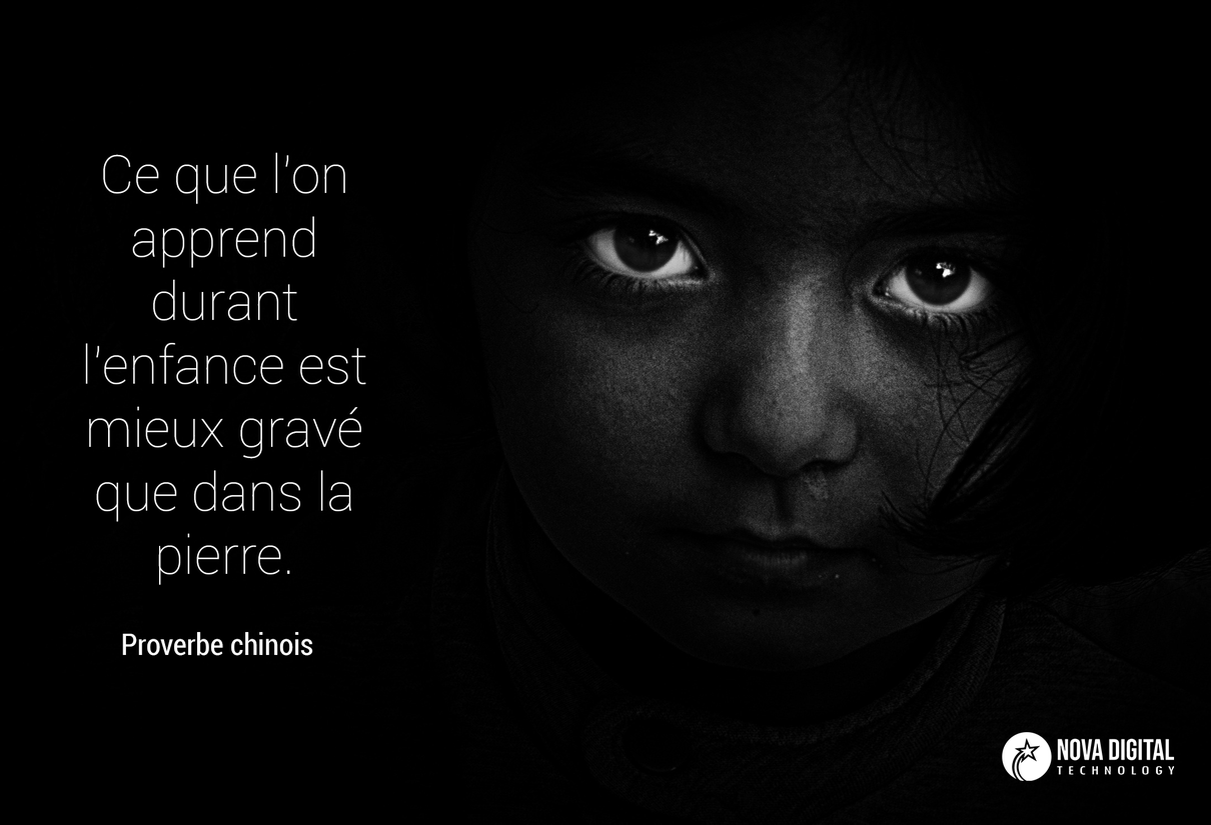 Ce que l'on
apprend
durant
l'enfance est
mieux gravé
que dans la
pierre.
Proverbe chinois
NOVA DIGITAL
TECHNOLOGY